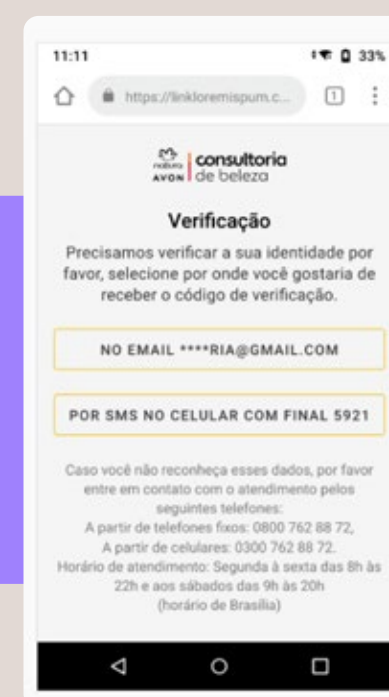 11:11 33%
https://linkloremispum.c... 1
natura consultoria
AVON de beleza
Verificação
Precisamos verificar a sua identidade por
favor, selecione por onde você gostaria de
receber o código de verificação.
NO EMAIL ****RIA@GMAIL.COM
POR SMS NO CELULAR COM FINAL 5921
Caso você não reconheça esses dados, por favor
entre em contato com o atendimento pelos
seguintes telefones:
A partir de telefones fixos: 0800 762 88 72,
A partir de celulares: 0300 762 88 72.
Horário de atendimento: Segunda à sexta das 8h às
22h e aos sábados das 9h às 20h
(horário de Brasília)